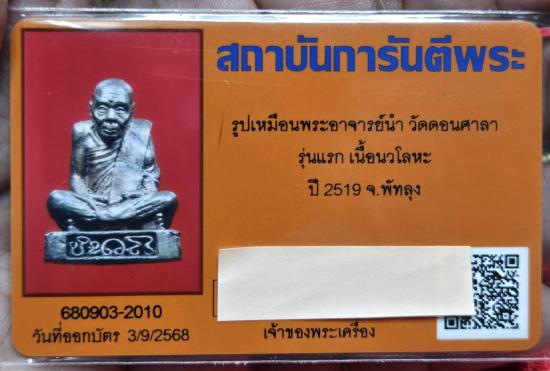 สถาบันการันตีพระ
รูปเหมือนพระอาจารย์นำ วัดดอนศาลา
รุ่นแรก เนื้อนวโลหะ
ปี 2519 จ.พัทลุง
680903-2010
วันที่ออกบัตร 3/9/2568
เจ้าของพระเครื่อง